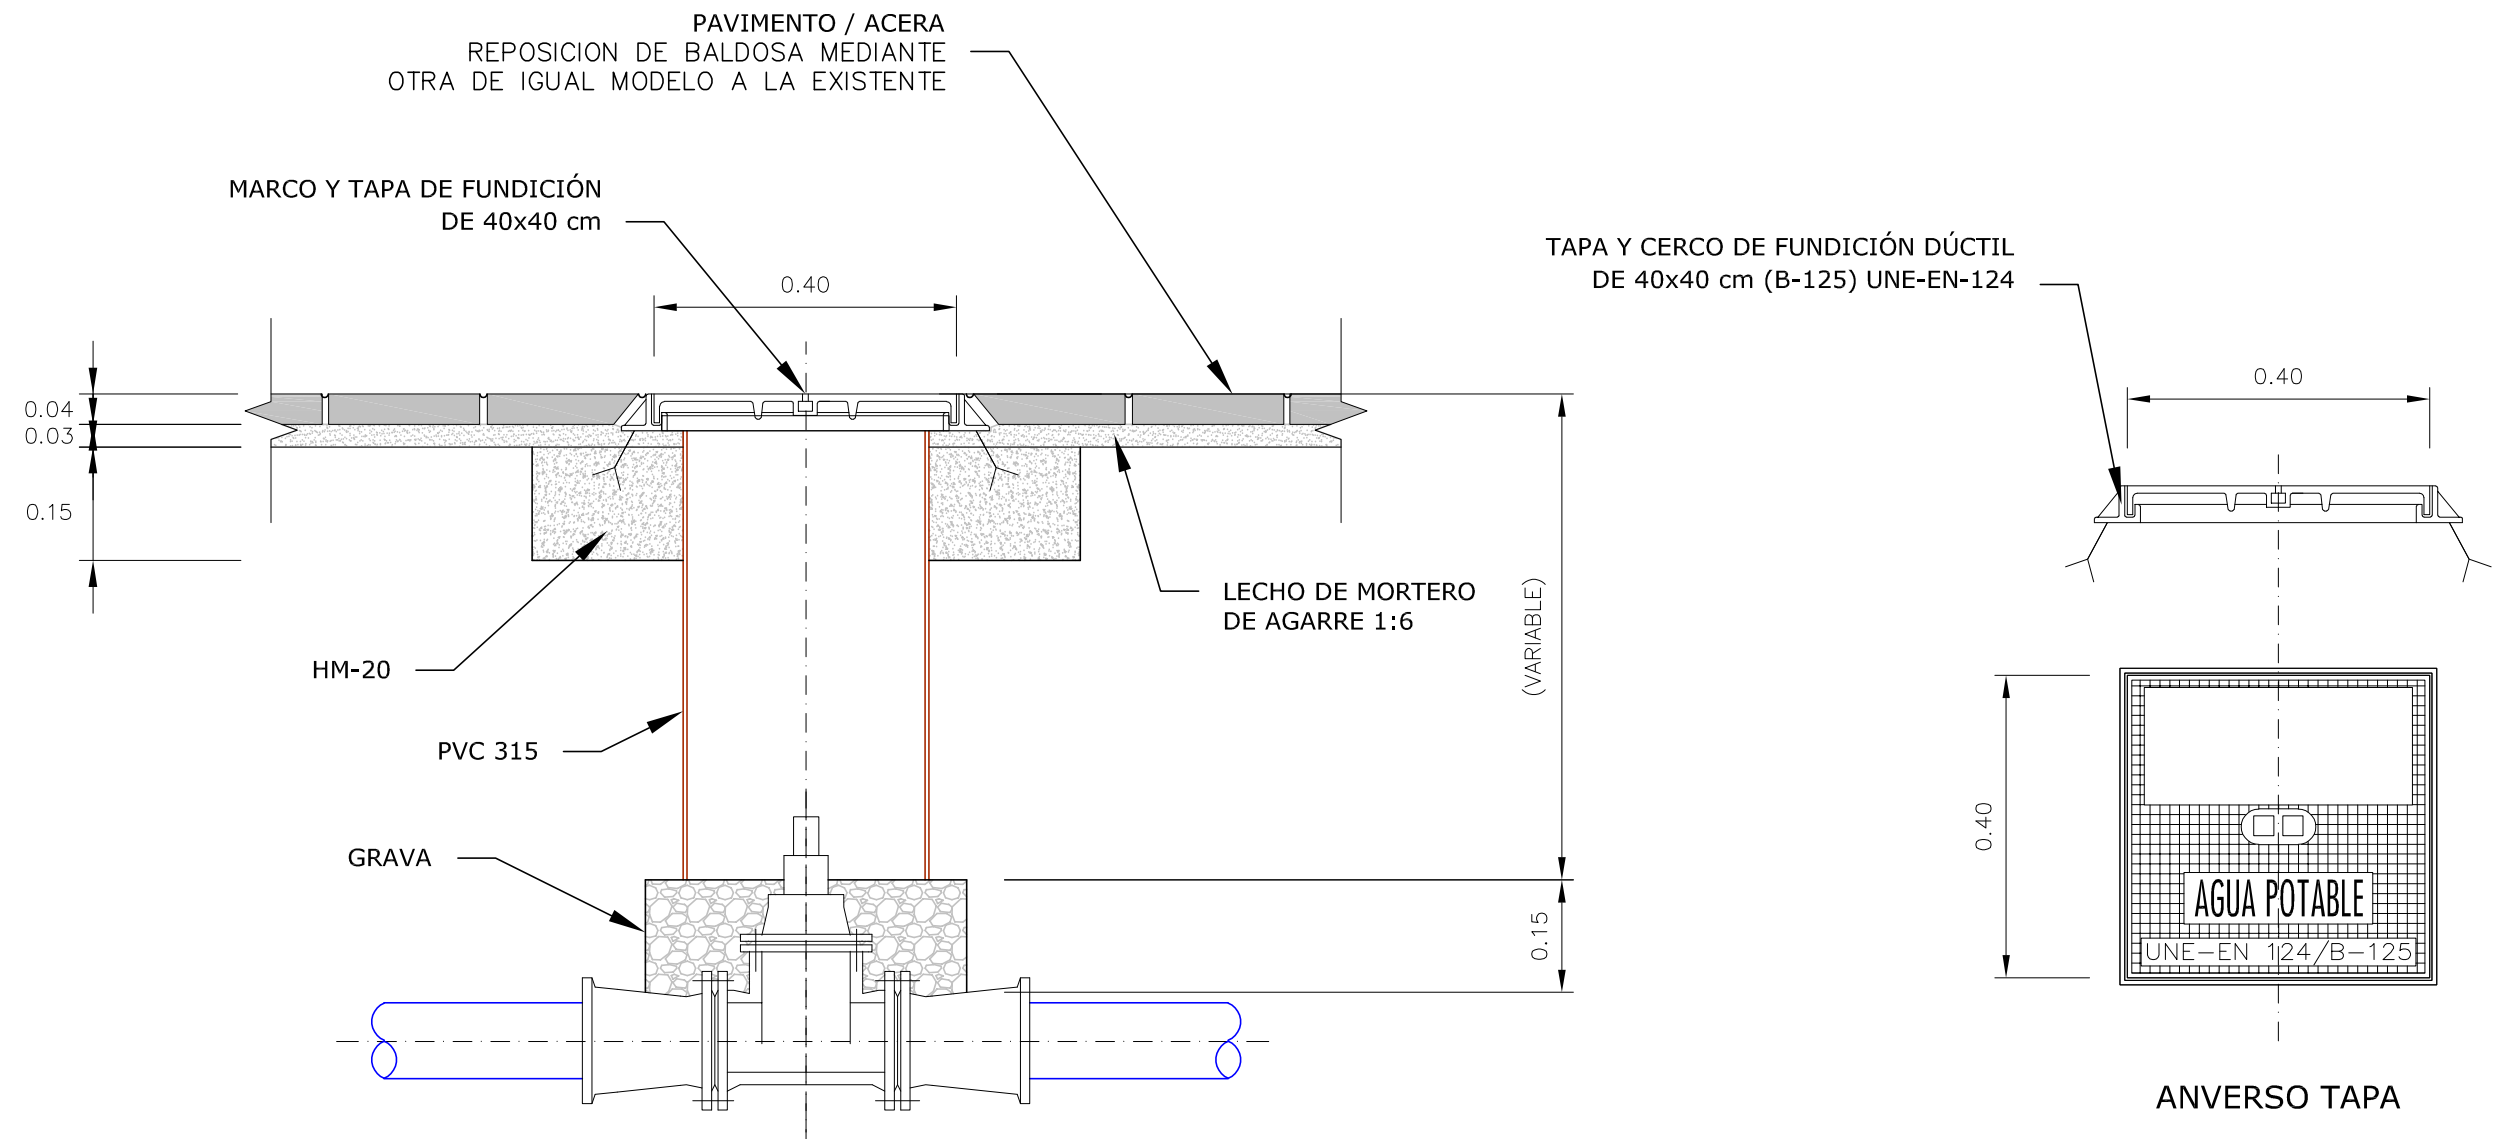 PAVIMENTO / ACERA
REPOSICION DE BALDOSA MEDIANTE
OTRA DE IGUAL MODELO A LA EXISTENTE
MARCO Y TAPA DE FUNDICIÓN
DE 40x40 cm
0.40
0.04
0.03
0.15
HM-20
PVC 315
GRAVA
LECHO DE MORTERO
DE AGARRE 1:6
(VARIABLE)
0.15
TAPA Y CERCO DE FUNDICIÓN DÚCTIL
DE 40x40 cm (B-125) UNE-EN-124
0.40
0.40
AGUA POTABLE
UNE-EN 124/B-125
ANVERSO TAPA